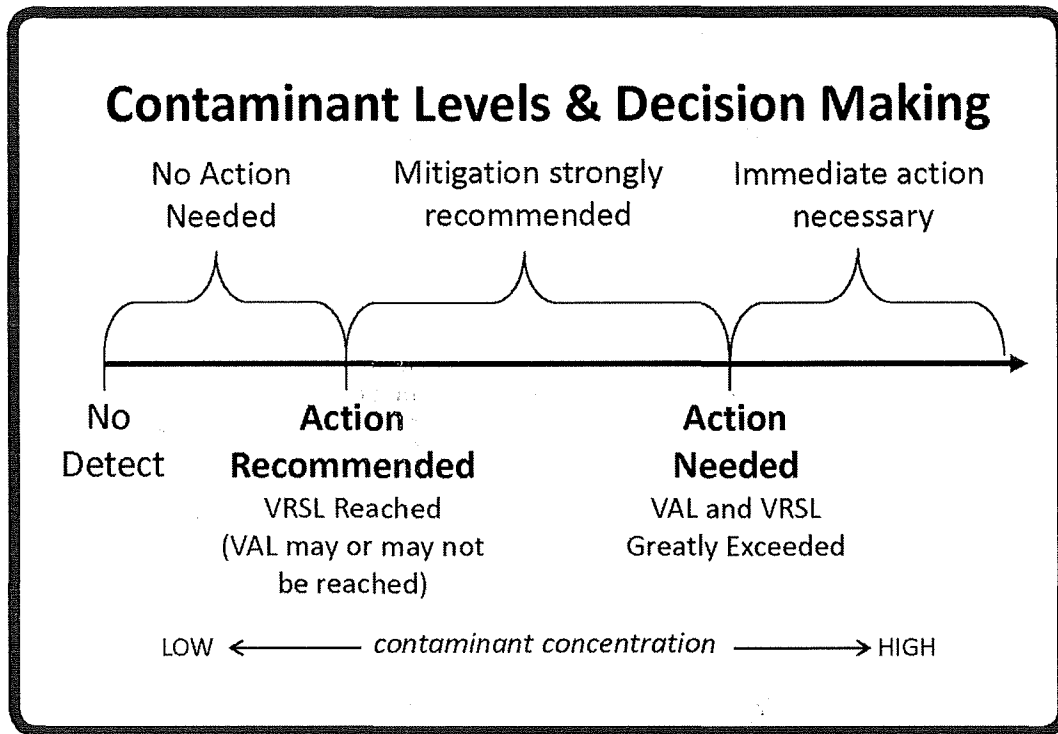 Contaminant Levels & Decision Making
No Action
Needed
Mitigation strongly
recommended
Immediate action
necessary
No
Detect
Action
Recommended
VRSL Reached
(VAL may or may not
be reached)
Action
Needed
VAL and VRSL
Greatly Exceeded
LOW
contaminant concentration
HIGH